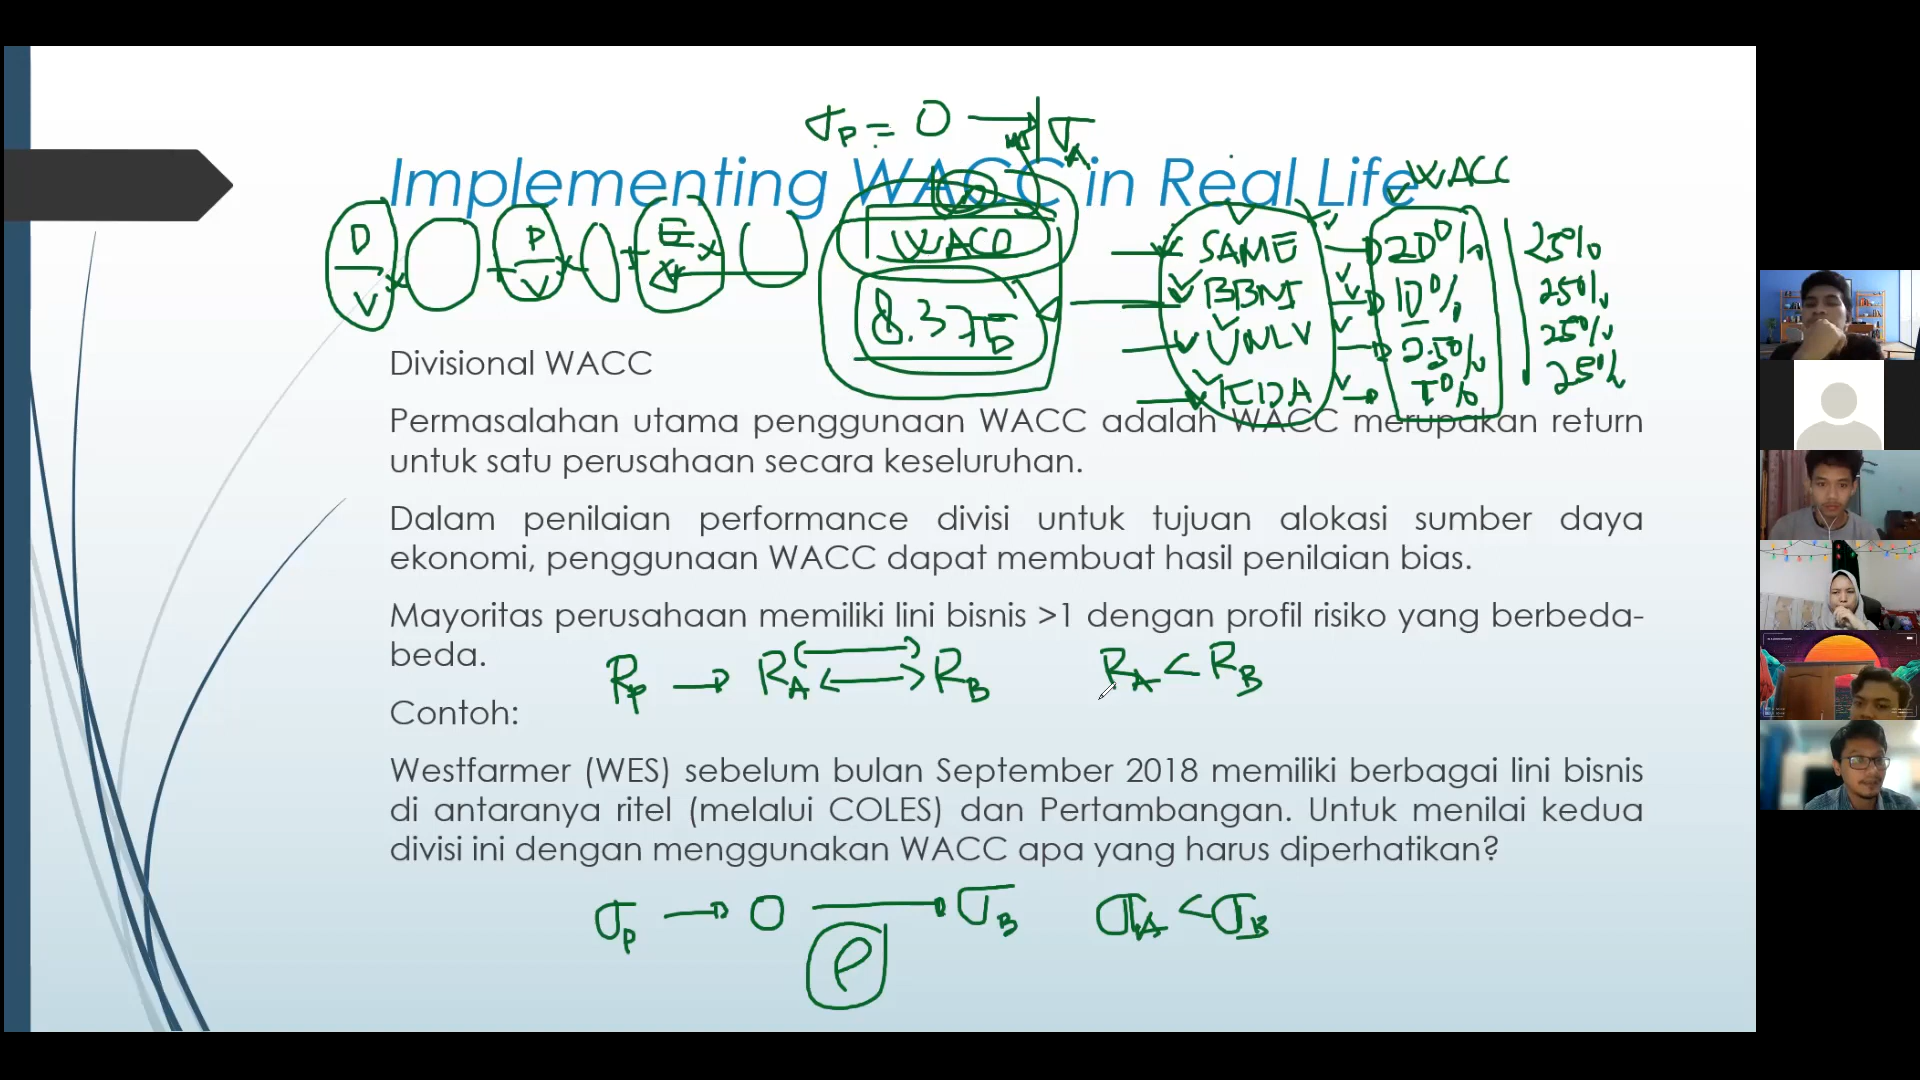 σP = 0 → σA
Implementing WACC in Real Life
WACC
D/V × + P/V × + E/V ×
WACC
8.375
SAME → 20% 25%
BBNI → 10% 25%
UNLV → 2.5% 25%
→ 25%
Divisional WACC
Permasalahan utama penggunaan WACC adalah WACC merupakan return
untuk satu perusahaan secara keseluruhan.
Dalam penilaian performance divisi untuk tujuan alokasi sumber daya
ekonomi, penggunaan WACC dapat membuat hasil penilaian bias.
Mayoritas perusahaan memiliki lini bisnis >1 dengan profil risiko yang berbeda-
beda.
RP → RA ↔ RB RA < RB
Contoh:
Westfarmer (WES) sebelum bulan September 2018 memiliki berbagai lini bisnis
di antaranya ritel (melalui COLES) dan Pertambangan. Untuk menilai kedua
divisi ini dengan menggunakan WACC apa yang harus diperhatikan?
σP → 0 → σB σA < σB
ρ